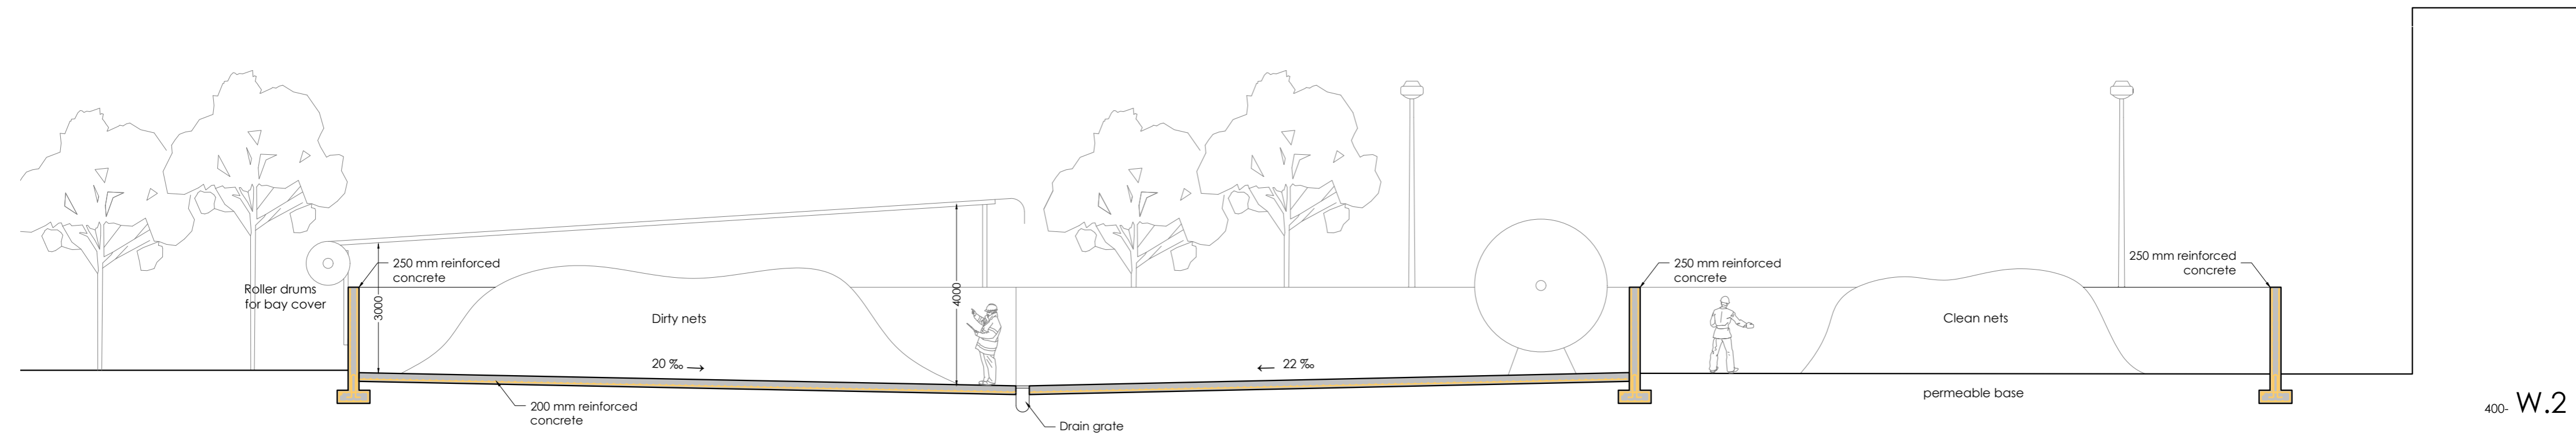 250 mm reinforced
concrete
Roller drums
for bay cover
3000
Dirty nets
4000
20 ‰
22 ‰
200 mm reinforced
concrete
Drain grate
250 mm reinforced
concrete
Clean nets
250 mm reinforced
concrete
permeable base
400- W.2